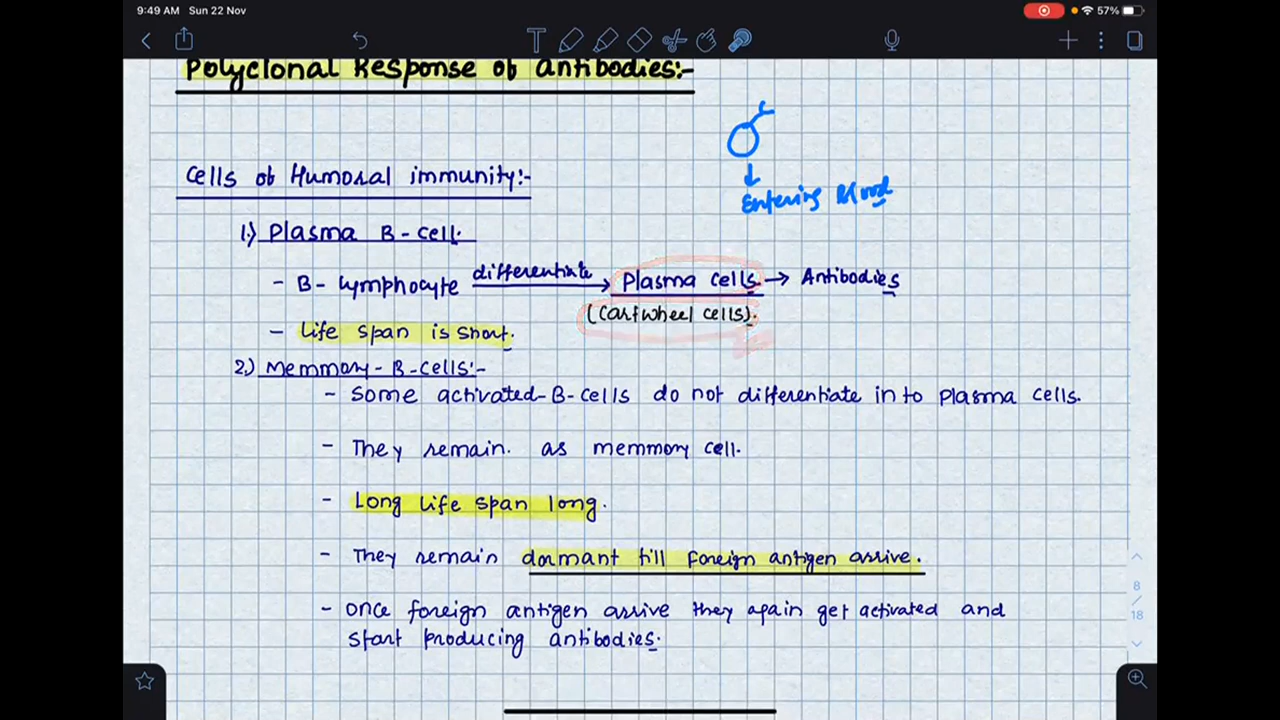 9:49 AM Sun 22 Nov
57%
Polyclonal Response of antibodies:-
Entering Blood
Cells of Humoral immunity:-
1.) Plasma B-cell.
- B-lymphocyte differentiate → Plasma cells → Antibodies
(Cartwheel cells).
- Life span is short.
2.) Memmory-B-cells:-
- Some activated-B-cells do not differentiate in to plasma cells.
- They remain. as memmory cell.
- Long life span long.
- They remain dormant till foreign antigen arrive.
- Once foreign antigen arrive they again get activated and
start producing antibodies.
8
/
18